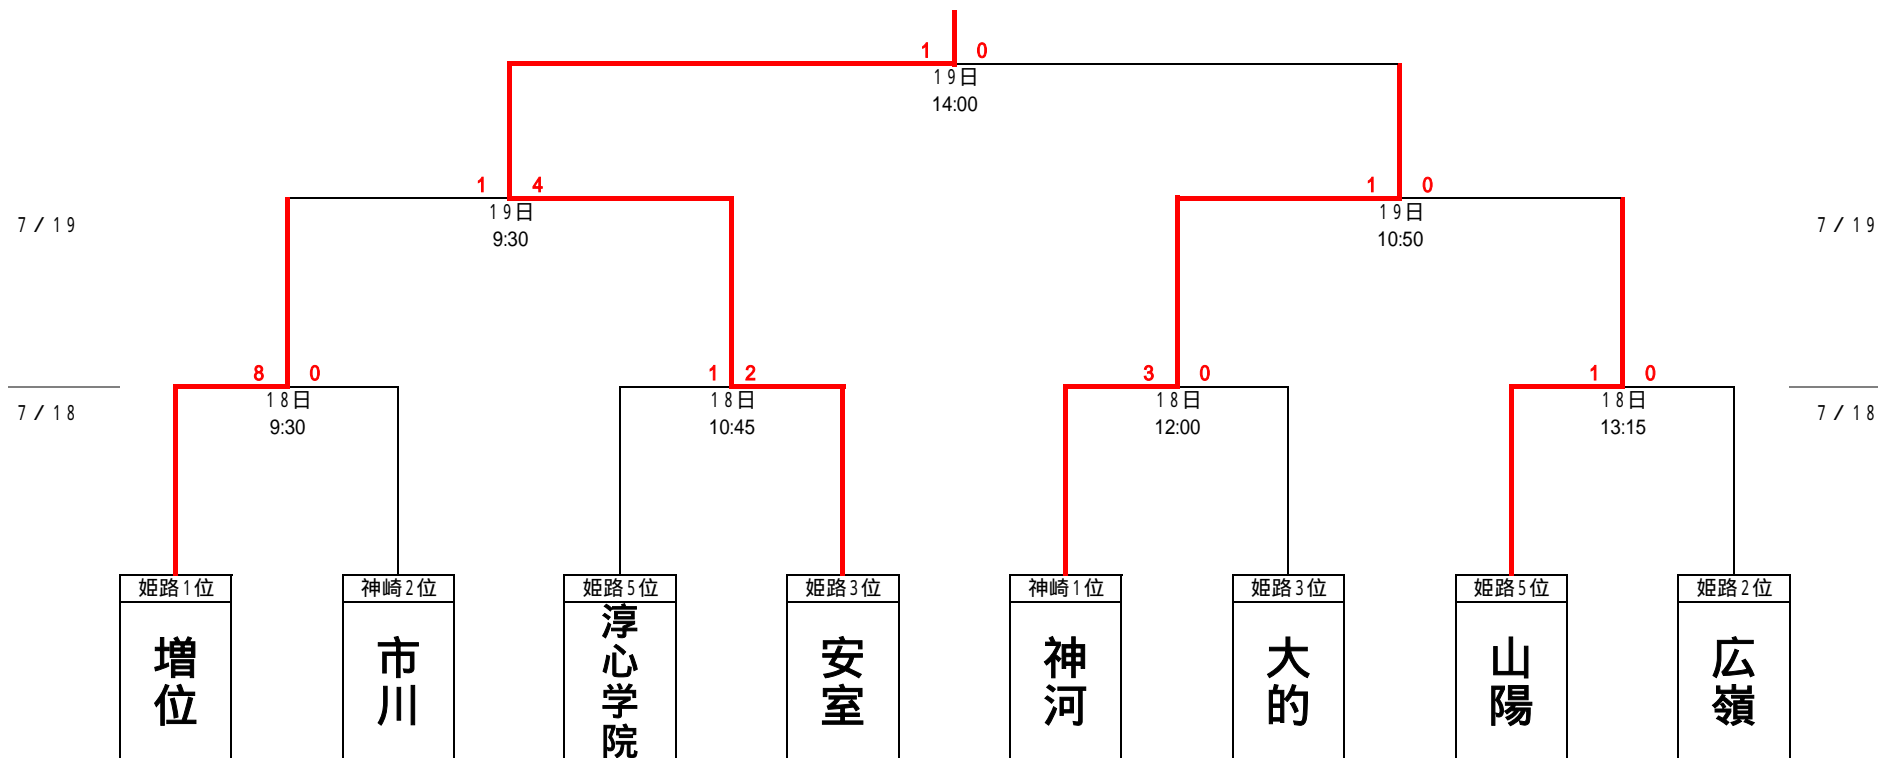 1 0
19日
14:00
1 4
1 0
7/19
19日
19日
7/19
9:30
10:50
8 0
1 2
3 0
1 0
7/18
18日
18日
18日
18日
7/18
9:30
10:45
12:00
13:15
姫路1位
神崎2位
姫路5位
姫路3位
神崎1位
姫路3位
姫路5位
姫路2位
増位
市川
淳心学院
安室
神河
大的
山陽
広嶺